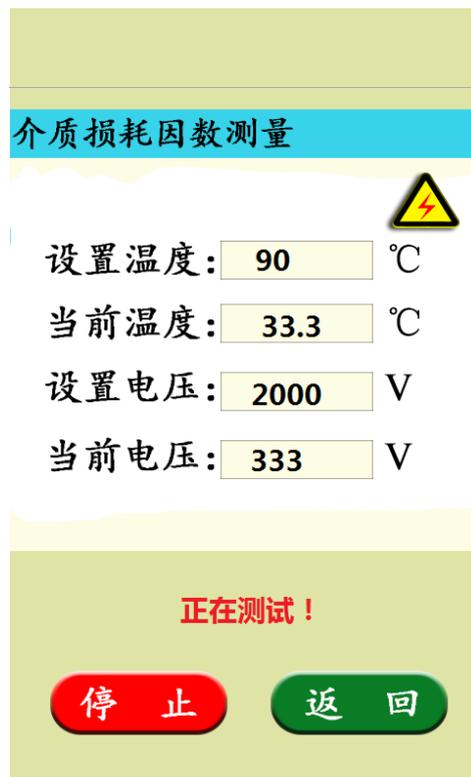 介质损耗因数测量
设置温度: 90 ℃
当前温度: 33.3 ℃
设置电压: 2000 V
当前电压: 333 V
正在测试！
停 止 返 回